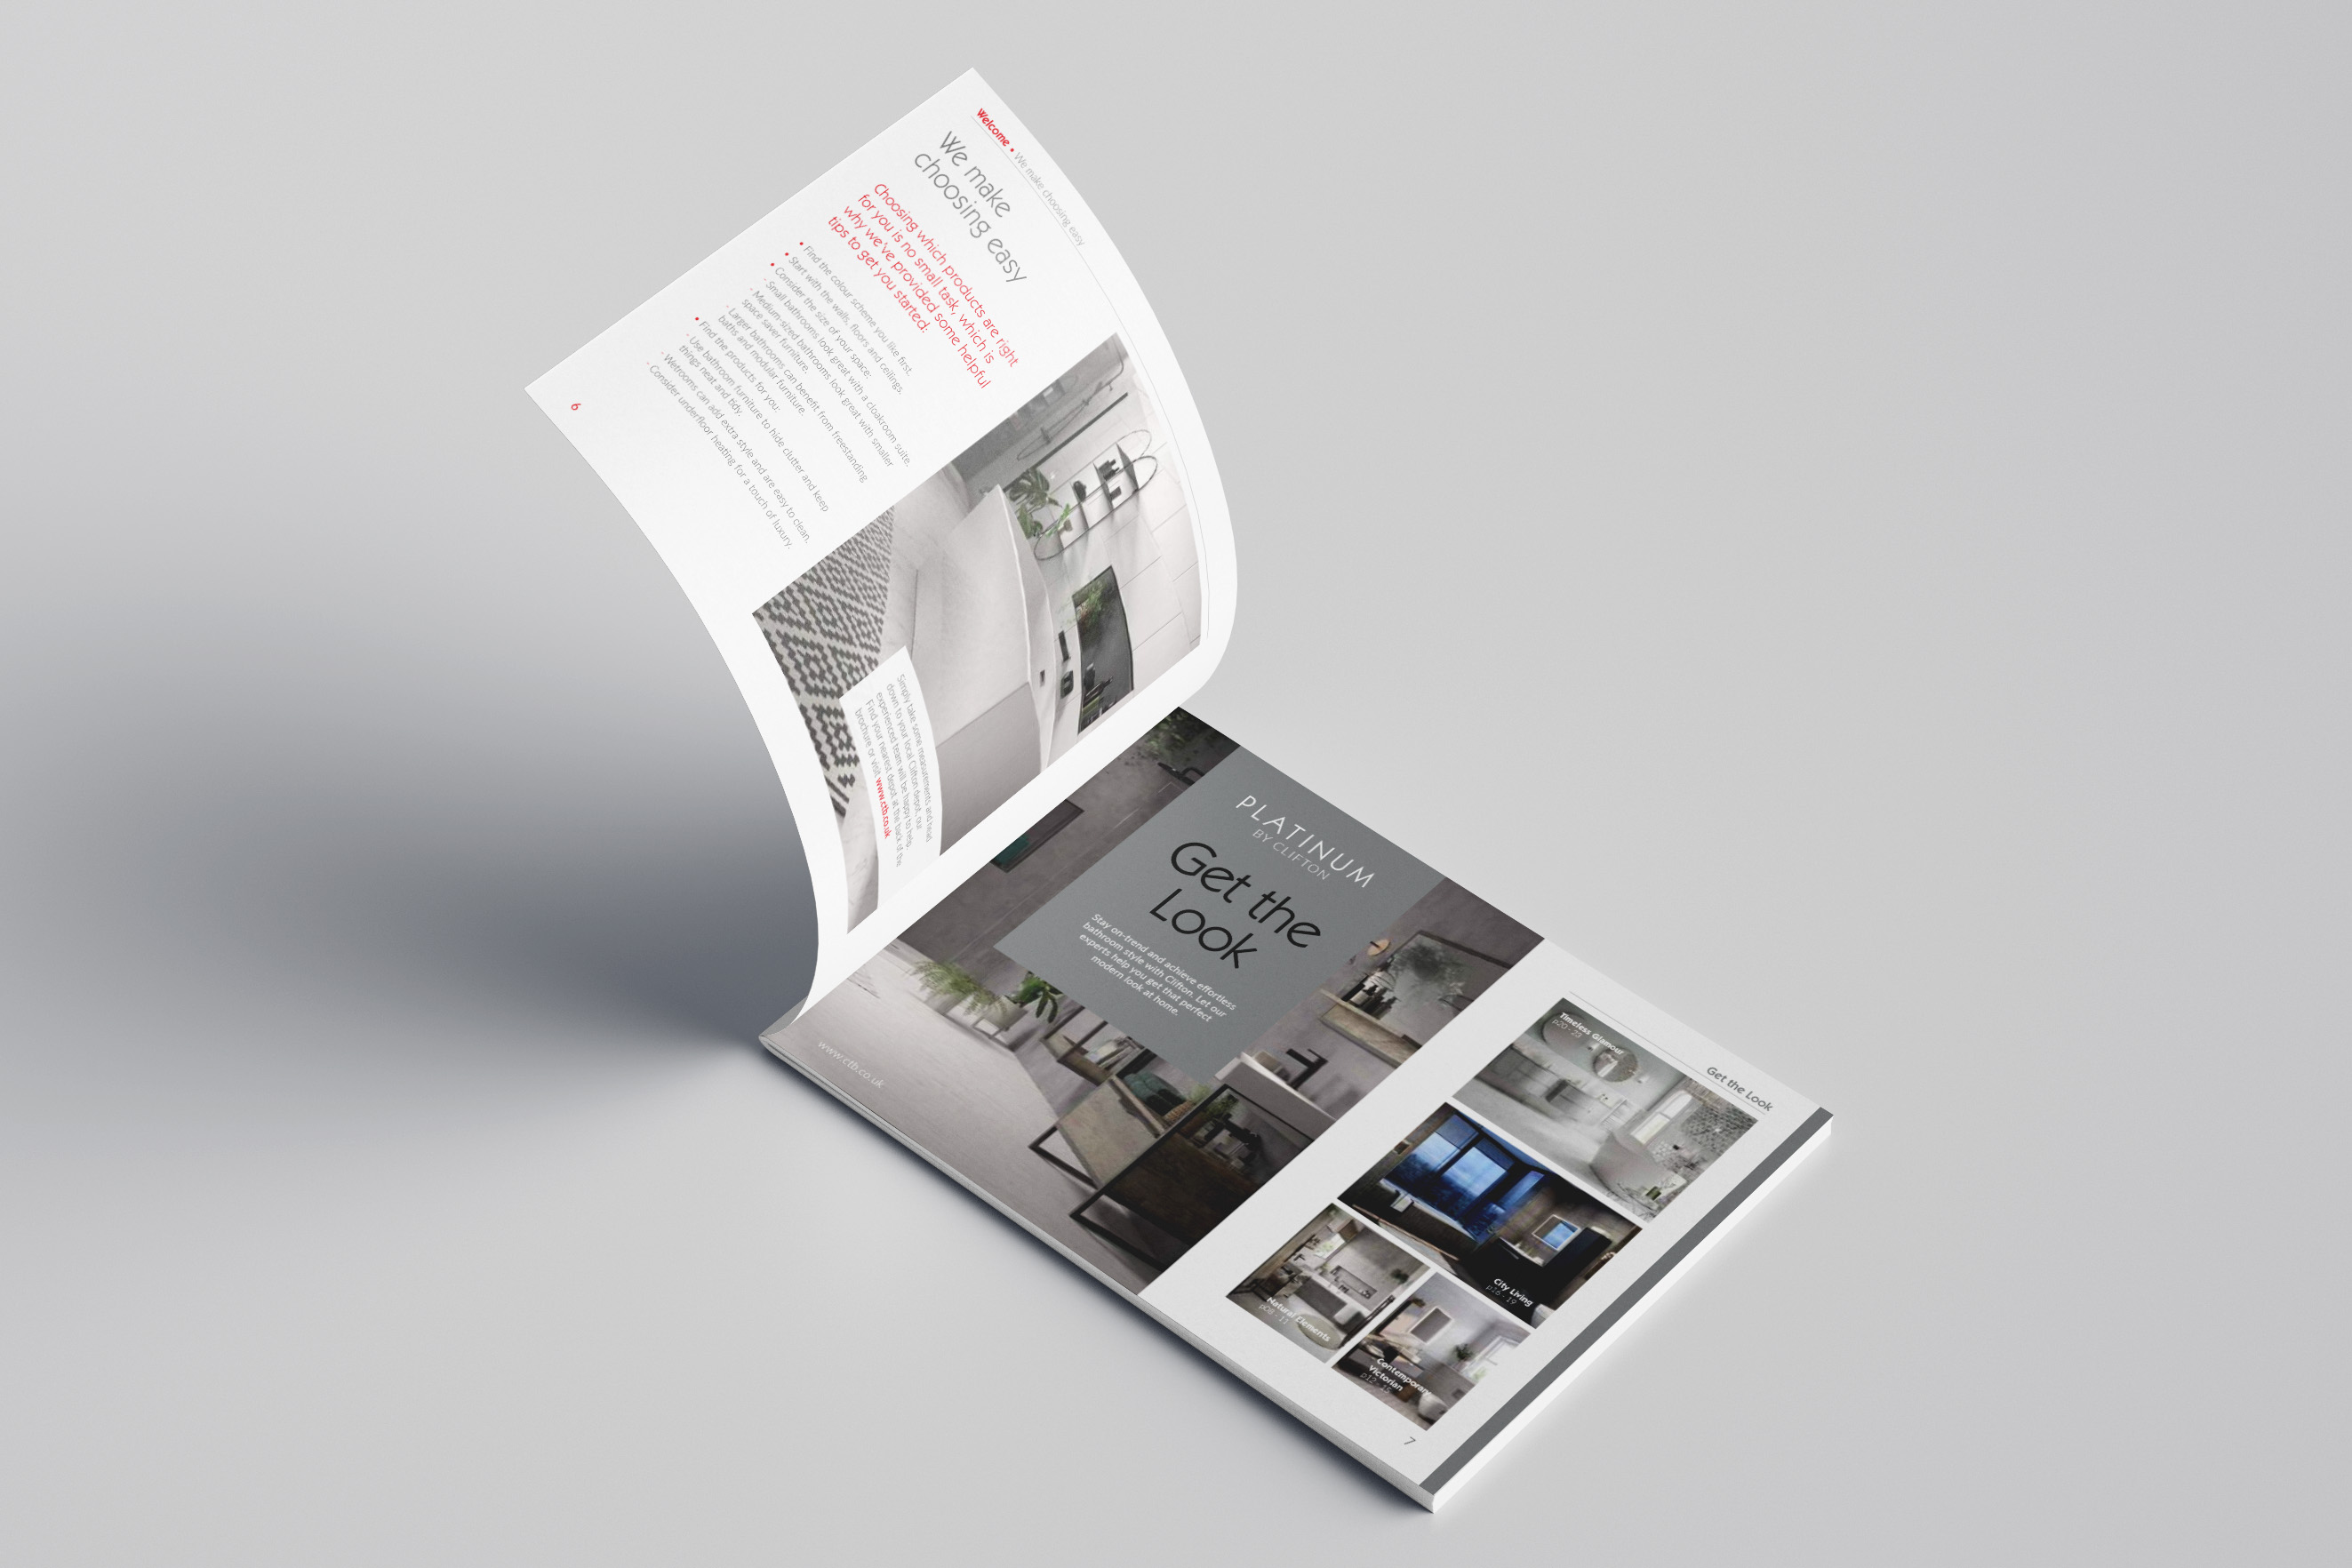 Welcome • We make choosing easy
We make
choosing easy
Choosing which products are right
for you is no small task, which is
why we've provided some helpful
tips to get you started:
• Find the colour scheme you like first.
• Start with the walls, floors and ceilings.
• Consider the size of your space:
- Small bathrooms look great with a cloakroom suite.
- Medium-sized bathrooms look great with smaller
space saver furniture.
- Larger bathrooms can benefit from freestanding
baths and modular furniture.
• Find the products for you:
- Use bathroom furniture to hide clutter and keep
things neat and tidy.
- Wetrooms can add extra style and are easy to clean.
- Consider underfloor heating for a touch of luxury.
Simply take some measurements and head
down to your local Clifton depot, our
experienced team will be happy to help.
Find your nearest depot at the back of the
brochure or visit www.ctb.co.uk
6
PLATINUM
BY CLIFTON
Get the
Look
Stay on-trend and achieve effortless
bathroom style with Clifton. Let our
experts help you get that perfect
modern look at home.
www.ctb.co.uk
Get the Look
Timeless Glamour
p20 - 23
City Living
p16 - 19
Natural Elements
p08 - 11
Contemporary
Victorian
p12 - 15
7